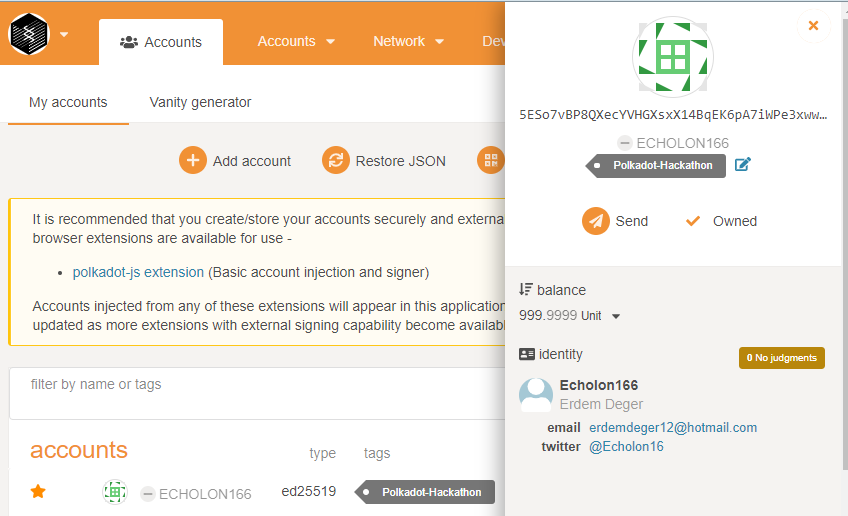 Accounts
Accounts
Network
My accounts
Vanity generator
Add account
Restore JSON
It is recommended that you create/store your accounts securely and
browser extensions are available for use -
polkadot-js extension (Basic account injection and signer)
Accounts injected from any of these extensions will appear in this application
updated as more extensions with external signing capability become
filter by name or tags
accounts
type
tags
ECHOLON166
ed25519
Polkadot-Hackathon
5ESo7vBP8QXecYVHGXsxX14BqEK6pA7iWPe3xww…
ECHOLON166
Polkadot-Hackathon
Send
Owned
balance
999.9999 Unit
identity
0 No judgments
Echolon166
Erdem Deger
email erdemdeger12@hotmail.com
twitter @Echolon16